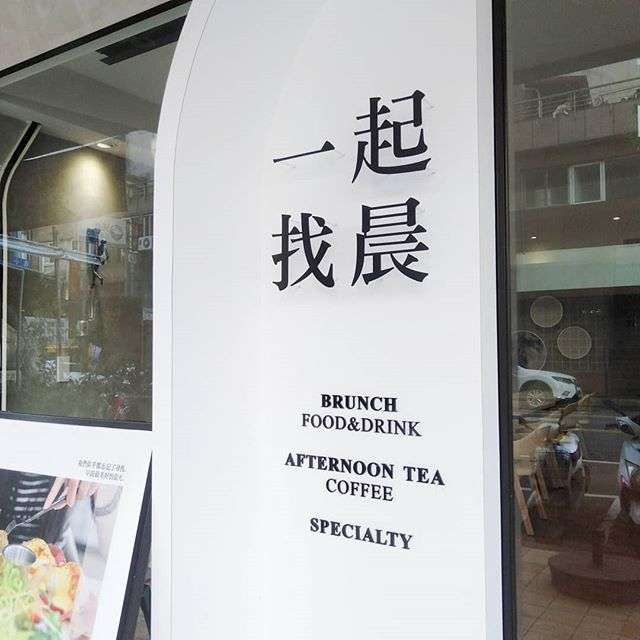 一起
找晨
BRUNCH
FOOD&DRINK
AFTERNOON TEA
COFFEE
SPECIALTY